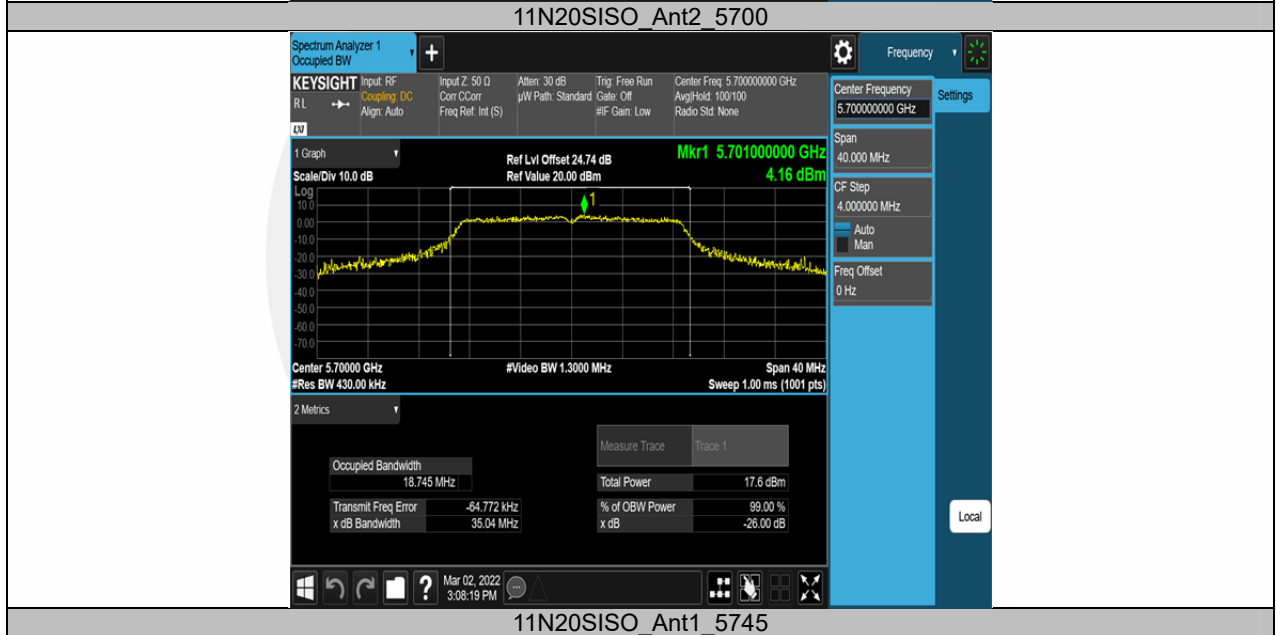 11N20SISO_Ant2_5700
Spectrum Analyzer 1
Occupied BW
+
Frequency
KEYSIGHT
RL
LXI
Input: RF
Coupling: DC
Align: Auto
Input Z: 50 Ω
Corr CCorr
Freq Ref: Int (S)
Atten: 30 dB
µW Path: Standard
Trig: Free Run
Gate: Off
#IF Gain: Low
Center Freq: 5.700000000 GHz
Avg|Hold: 100/100
Radio Std: None
Center Frequency
5.700000000 GHz
Settings
Span
40.000 MHz
CF Step
4.000000 MHz
Auto
Man
Freq Offset
0 Hz
Local
1 Graph
Scale/Div 10.0 dB
Ref Lvl Offset 24.74 dB
Ref Value 20.00 dBm
Mkr1 5.701000000 GHz
4.16 dBm
Log
10.0
0.00
-10.0
-20.0
-30.0
-40.0
-50.0
-60.0
-70.0
1
Center 5.70000 GHz
#Res BW 430.00 kHz
#Video BW 1.3000 MHz
Span 40 MHz
Sweep 1.00 ms (1001 pts)
2 Metrics
Measure Trace Trace 1
Occupied Bandwidth
18.745 MHz
Total Power 17.6 dBm
Transmit Freq Error -64.772 kHz
% of OBW Power 99.00 %
x dB Bandwidth 35.04 MHz
x dB -26.00 dB
?
Mar 02, 2022
3:08:19 PM
11N20SISO_Ant1_5745